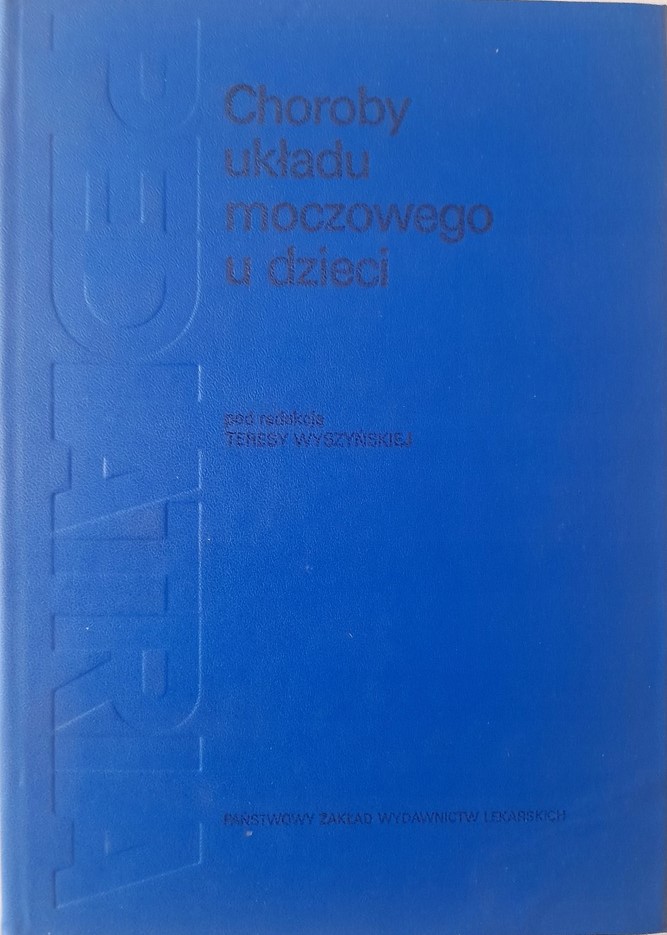 PEDIATRIA
Choroby
układu
moczowego
u dzieci
pod redakcją
TERESY WYSZYŃSKIEJ
PAŃSTWOWY ZAKŁAD WYDAWNICTW LEKARSKICH